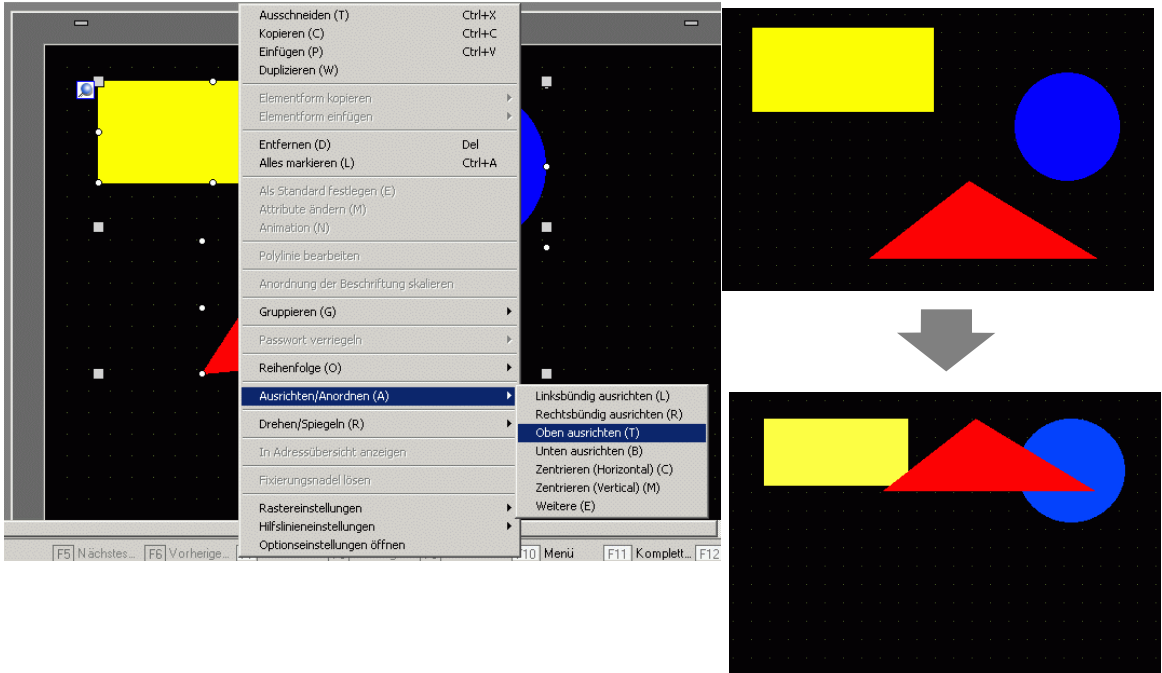 Ausschneiden (T) Ctrl+X
Kopieren (C) Ctrl+C
Einfügen (P) Ctrl+V
Duplizieren (W)
Elementform kopieren
Elementform einfügen
Entfernen (D) Del
Alles markieren (L) Ctrl+A
Als Standard festlegen (E)
Attribute ändern (M)
Animation (N)
Polylinie bearbeiten
Anordnung der Beschriftung skalieren
Gruppieren (G)
Passwort verriegeln
Reihenfolge (O)
Ausrichten/Anordnen (A)
Drehen/Spiegeln (R)
In Adressübersicht anzeigen
Fixierungsnadel lösen
Rastereinstellungen
Hilfslinieneinstellungen
Optionseinstellungen öffnen
Linksbündig ausrichten (L)
Rechtsbündig ausrichten (R)
Oben ausrichten (T)
Unten ausrichten (B)
Zentrieren (Horizontal) (C)
Zentrieren (Vertical) (M)
Weitere (E)
F5 Nächstes... F6 Vorherige... F10 Menü F11 Komplett... F12